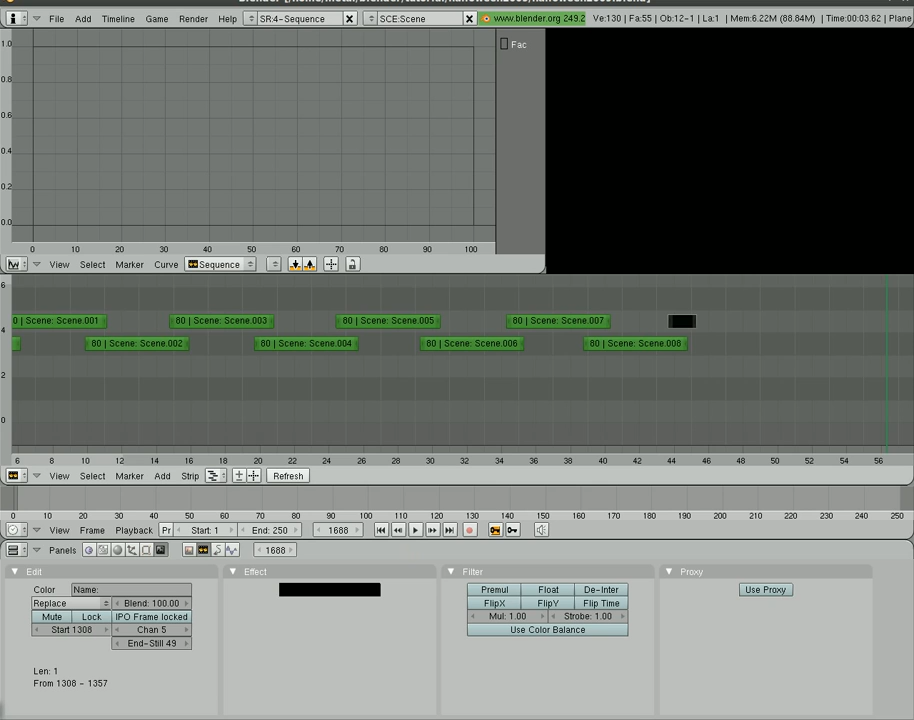 File Add Timeline Game Render Help SR:4-Sequence SCE:Scene www.blender.org 249.2 Ve:130 | Fa:55 | Ob:12-1 | La:1 | Mem:6.22M (88.84M) | Time:00:03.62 | Plane
1.0
0.8
0.6
0.4
0.2
0.0
Fac
0 10 20 30 40 50 60 70 80 90 100
View Select Marker Curve Sequence
6
0 | Scene: Scene.001 80 | Scene: Scene.003 80 | Scene: Scene.005 80 | Scene: Scene.007
4
80 | Scene: Scene.002 80 | Scene: Scene.004 80 | Scene: Scene.006 80 | Scene: Scene.008
2
0
6 8 10 12 14 16 18 20 22 24 26 28 30 32 34 36 38 40 42 44 46 48 50 52 54 56
View Select Marker Add Strip Refresh
0 10 20 30 40 50 60 70 80 90 100 110 120 130 140 150 160 170 180 190 200 210 220 230 240 250
View Frame Playback Pr Start: 1 End: 250 1688
Panels 1688
Edit Effect Filter Proxy
Color Name: Premul Float De-Inter Use Proxy
Replace Blend: 100.00 FlipX FlipY Flip Time
Mute Lock IPO Frame locked Mul: 1.00 Strobe: 1.00
Start 1308 Chan 5 Use Color Balance
End-Still 49
Len: 1
From 1308 - 1357